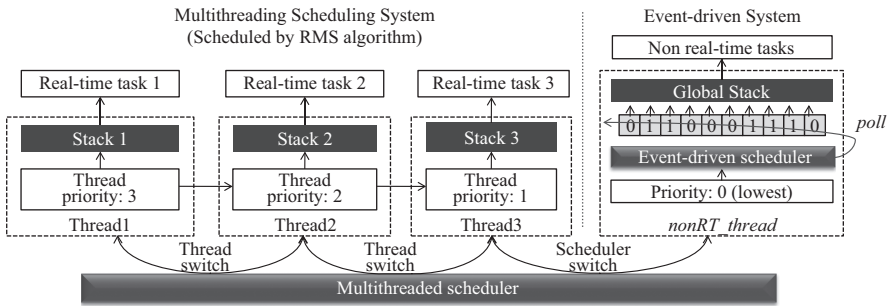 Multithreading Scheduling System
(Scheduled by RMS algorithm)
Event-driven System
Real-time task 1
Real-time task 2
Real-time task 3
Non real-time tasks
Stack 1
Stack 2
Stack 3
Global Stack
0 1 1 0 0 0 1 1 1 0
poll
Event-driven scheduler
Thread
priority: 3
Thread
priority: 2
Thread
priority: 1
Priority: 0 (lowest)
Thread1
Thread2
Thread3
nonRT_thread
Thread
switch
Thread
switch
Scheduler
switch
Multithreaded scheduler